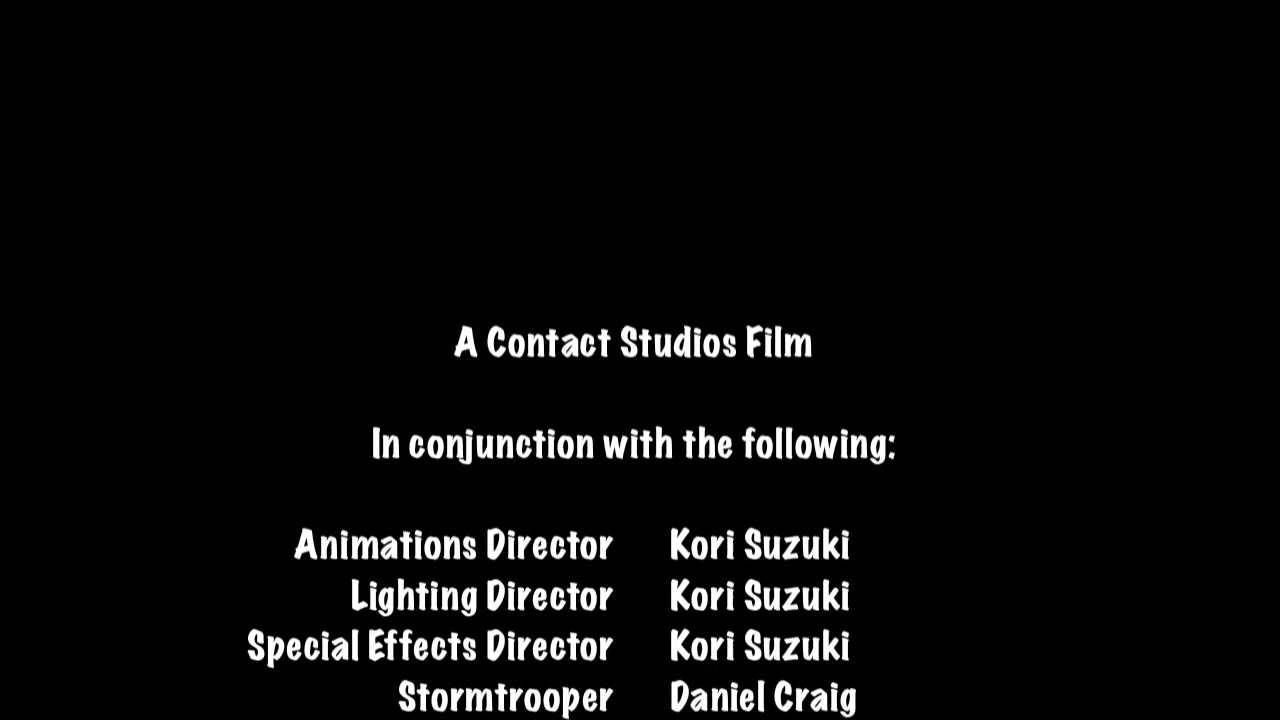 A Contact Studios Film
In conjunction with the following:
Animations Director Kori Suzuki
Lighting Director Kori Suzuki
Special Effects Director Kori Suzuki
Stormtrooper Daniel Craig